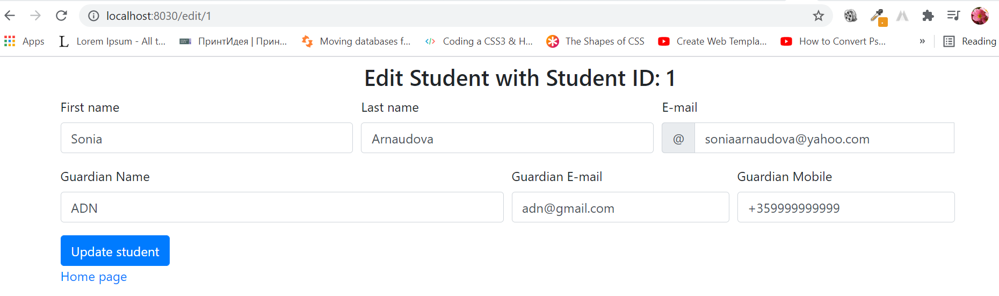 localhost:8030/edit/1
Apps Lorem Ipsum - All t... ПринтИдея | Прин... Moving databases f... Coding a CSS3 & H... The Shapes of CSS Create Web Templa... How to Convert Ps... » Reading
Edit Student with Student ID: 1
First name Last name E-mail
Sonia Arnaudova @ soniaarnaudova@yahoo.com
Guardian Name Guardian E-mail Guardian Mobile
ADN adn@gmail.com +359999999999
Update student
Home page